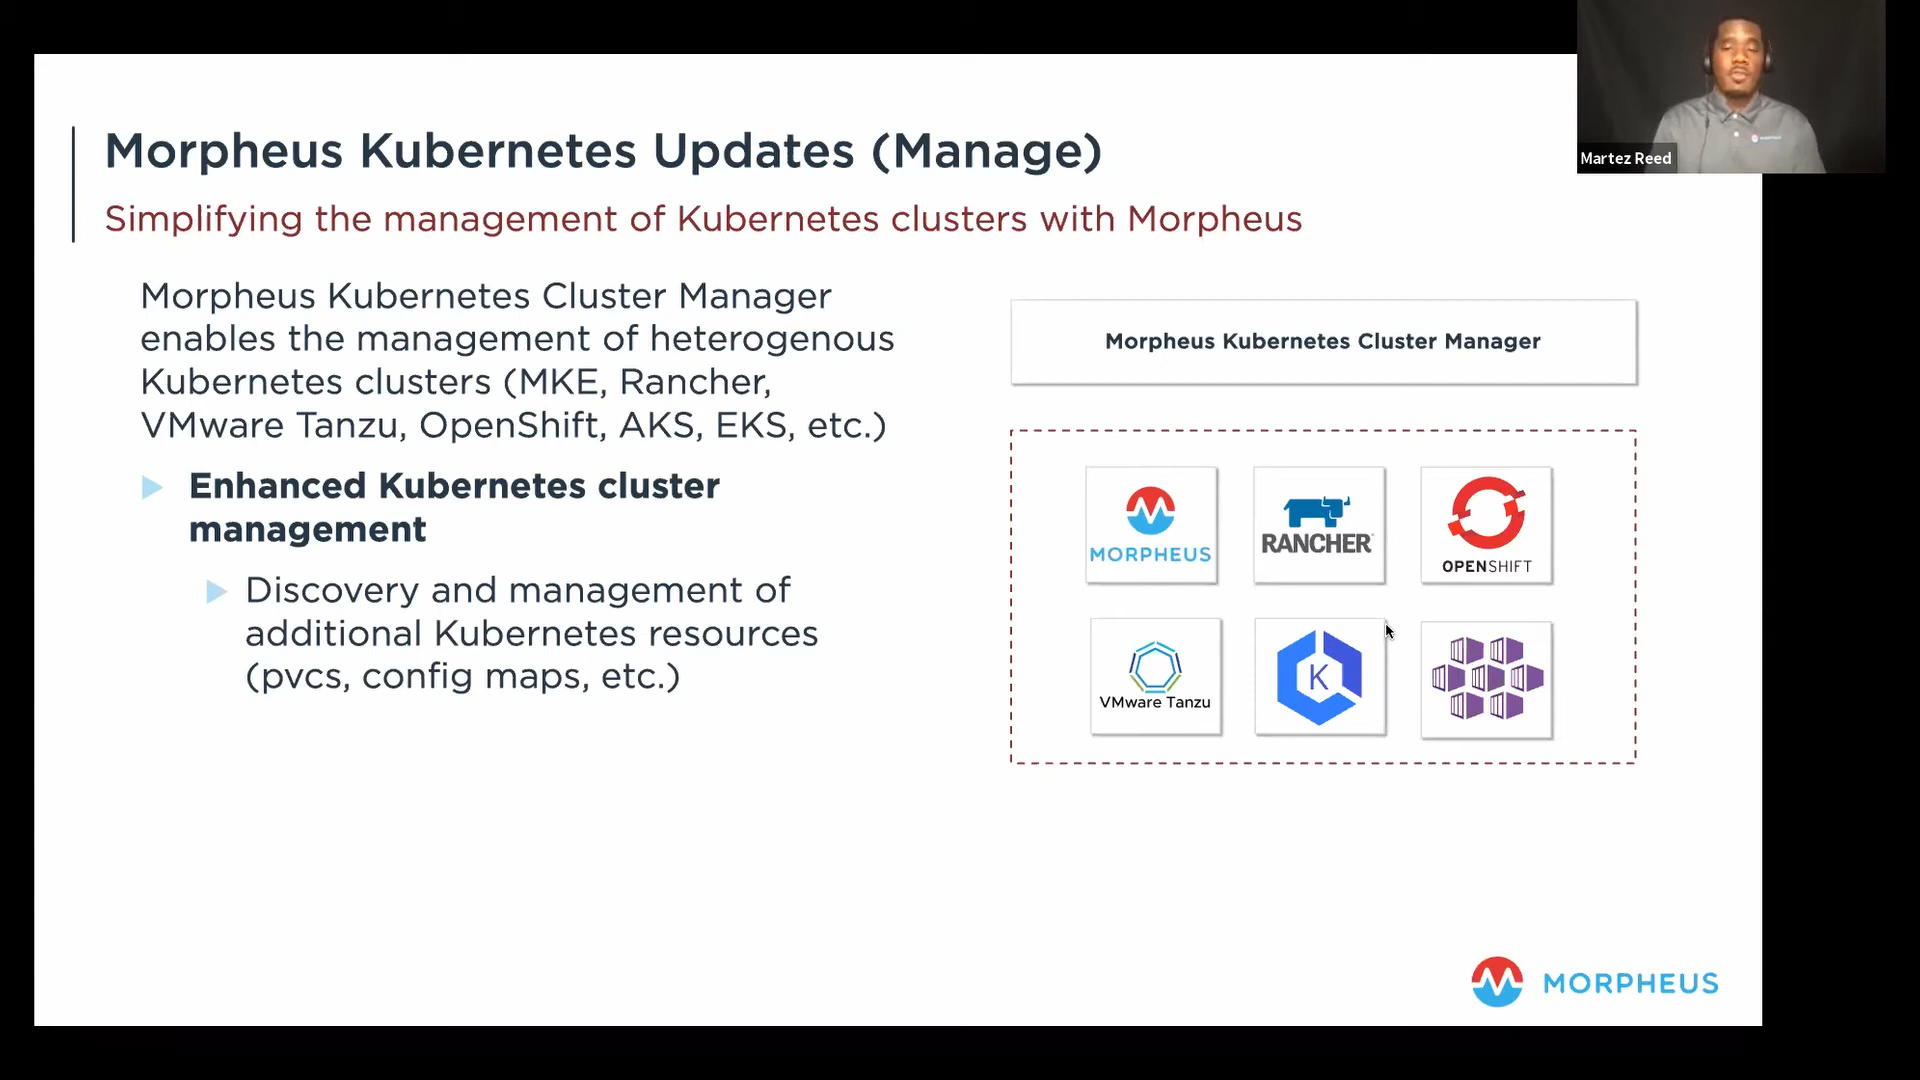 Morpheus Kubernetes Updates (Manage)
Simplifying the management of Kubernetes clusters with Morpheus
Morpheus Kubernetes Cluster Manager
enables the management of heterogenous
Kubernetes clusters (MKE, Rancher,
VMware Tanzu, OpenShift, AKS, EKS, etc.)
Enhanced Kubernetes cluster
management
Discovery and management of
additional Kubernetes resources
(pvcs, config maps, etc.)
Morpheus Kubernetes Cluster Manager
MORPHEUS
RANCHER
OPENSHIFT
VMware Tanzu
K
MORPHEUS
Martez Reed